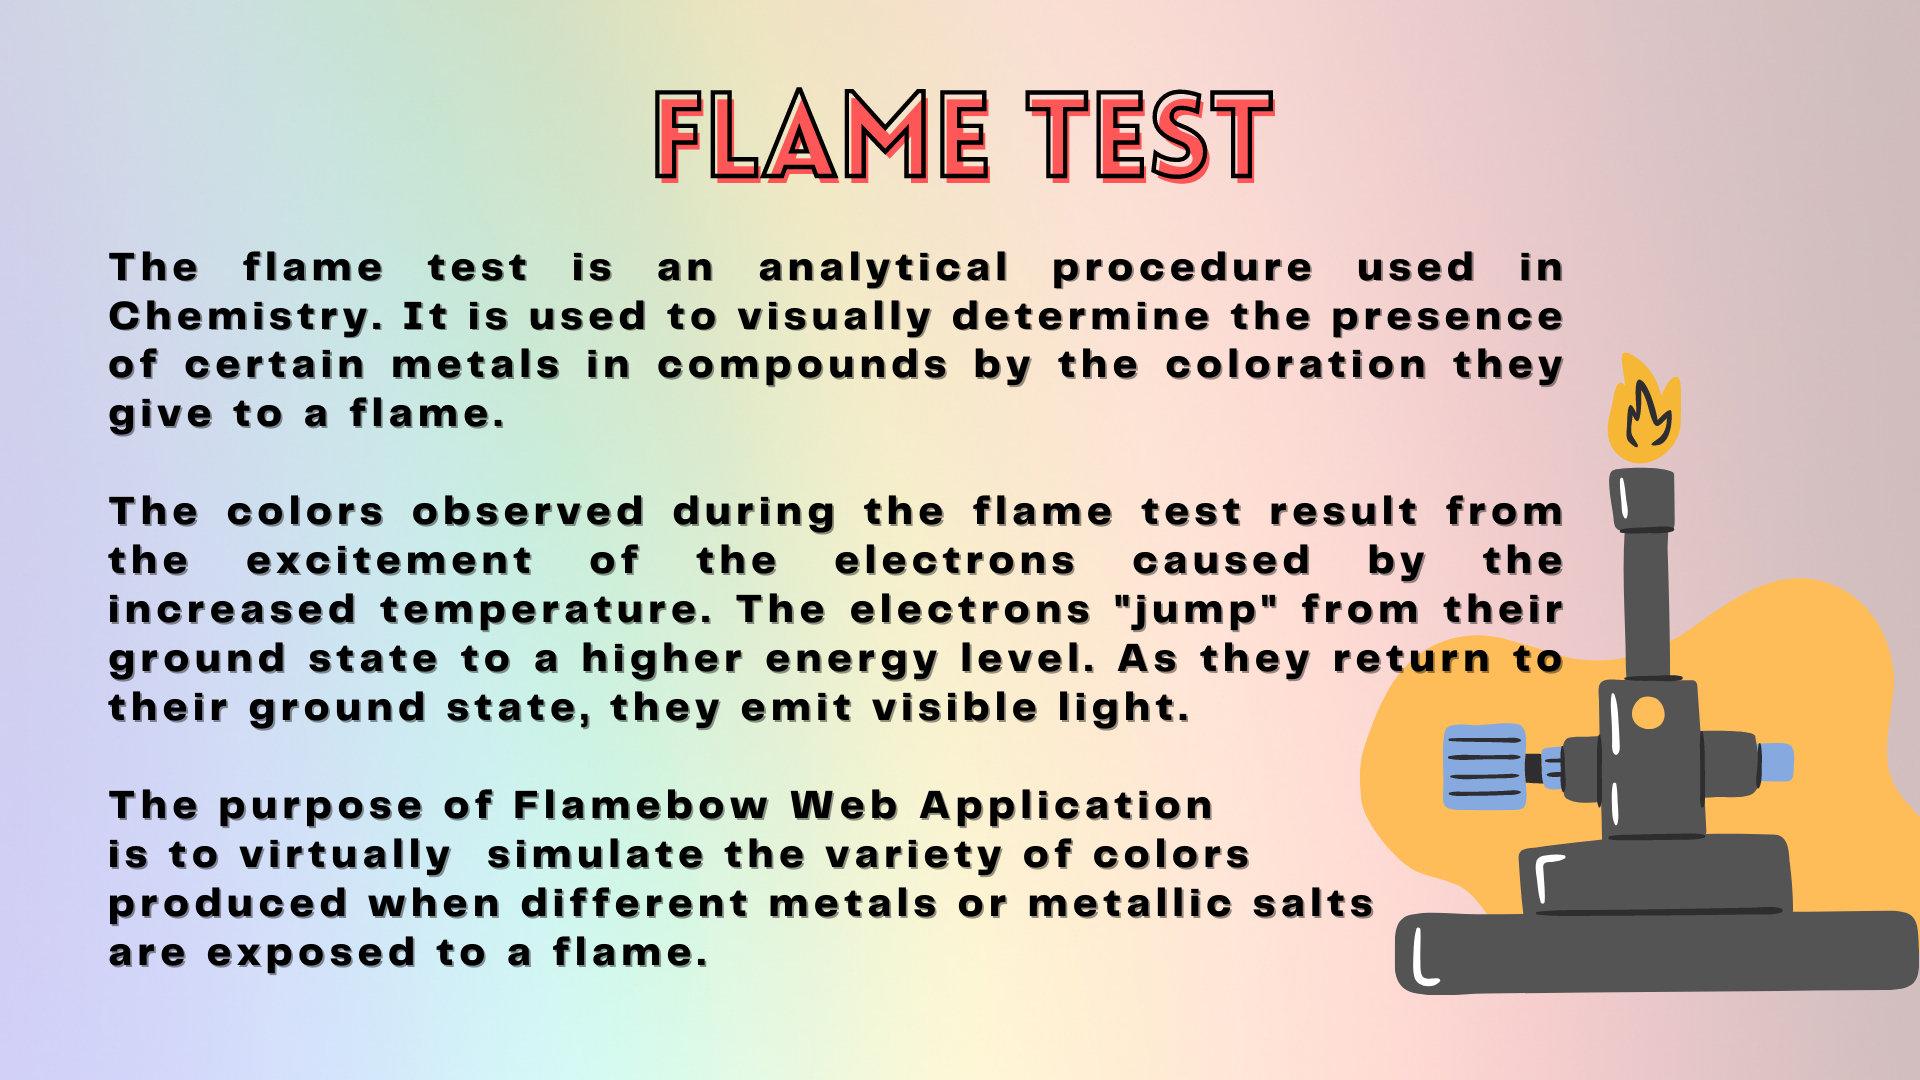 FLAME TEST
The flame test is an analytical procedure used in
Chemistry. It is used to visually determine the presence
of certain metals in compounds by the coloration they
give to a flame.
The colors observed during the flame test result from
the excitement of the electrons caused by the
increased temperature. The electrons "jump" from their
ground state to a higher energy level. As they return to
their ground state, they emit visible light.
The purpose of Flamebow Web Application
is to virtually simulate the variety of colors
produced when different metals or metallic salts
are exposed to a flame.